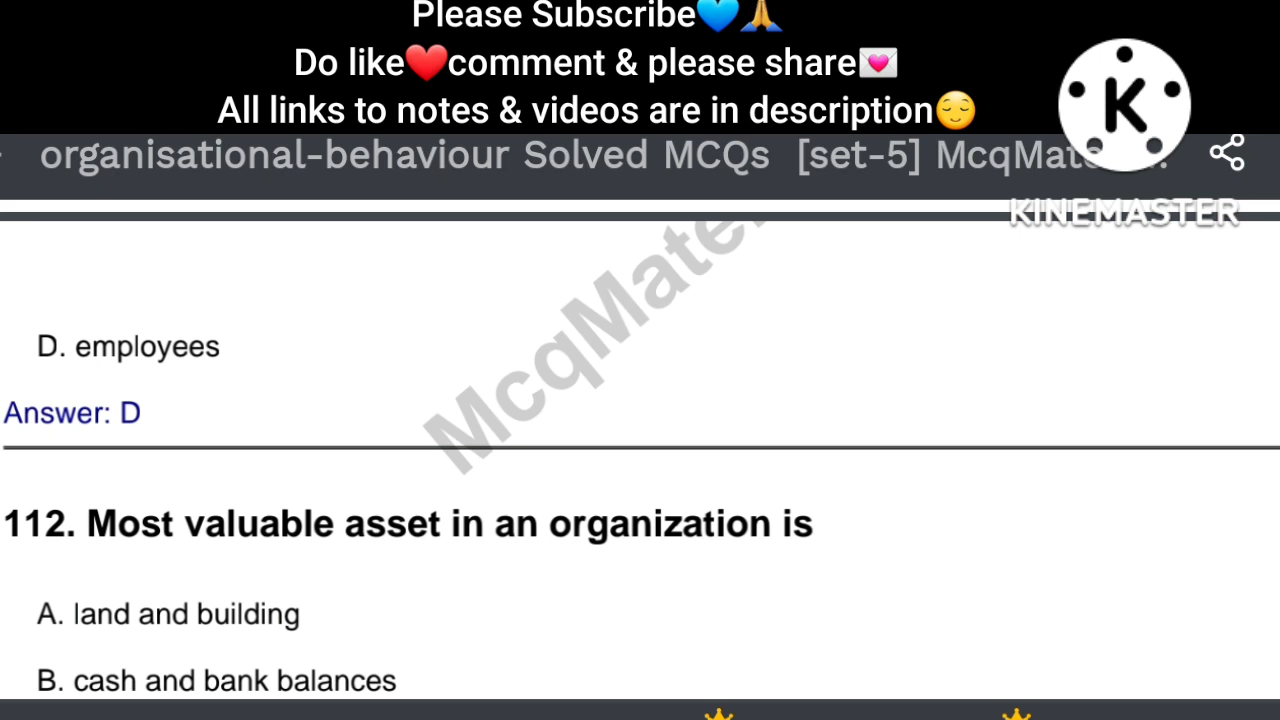 Please Subscribe💙🙏
Do like❤️comment & please share💌
All links to notes & videos are in description😌
K
organisational-behaviour Solved MCQs [set-5] McqMate
KINEMASTER
McqMate
D. employees
Answer: D
112. Most valuable asset in an organization is
A. land and building
B. cash and bank balances